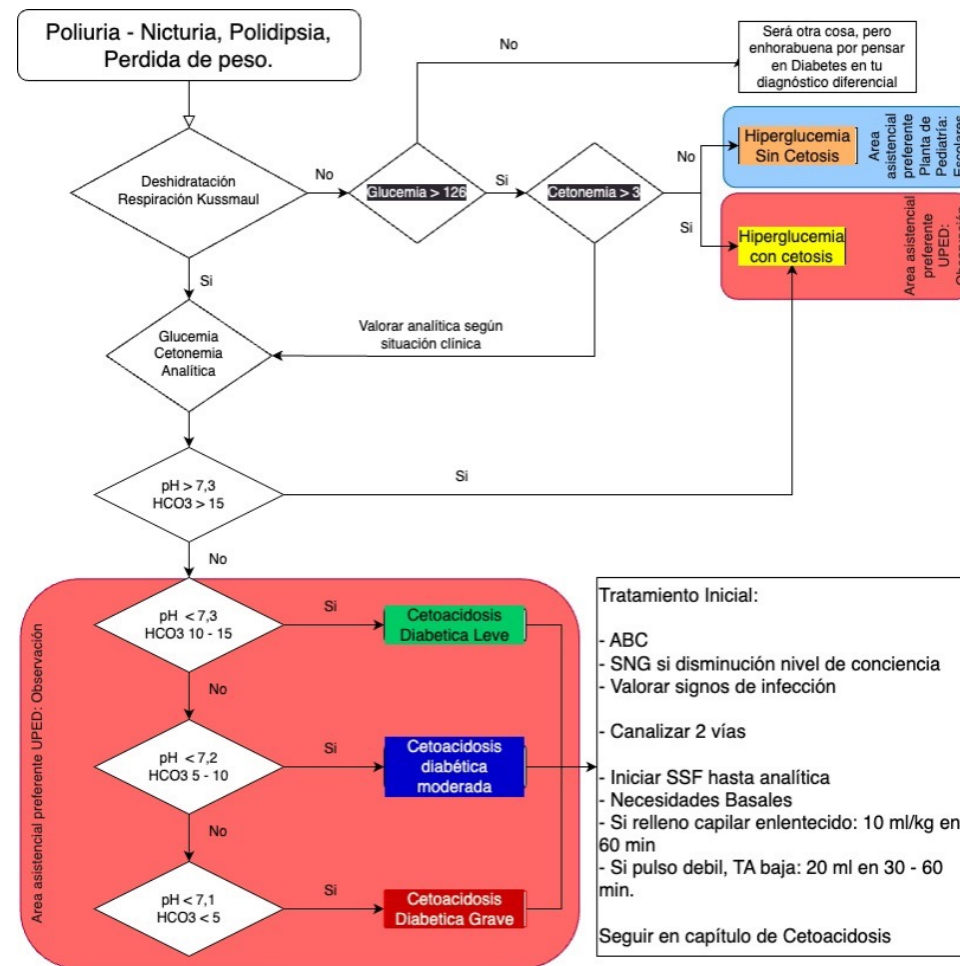 Poliuria - Nicturia, Polidipsia,
Perdida de peso.
No
Será otra cosa, pero
enhorabuena por pensar
en Diabetes en tu
diagnóstico diferencial
Deshidratación
Respiración Kussmaul
No
Glucemia > 126
Si
Cetonemia > 3
No
Hiperglucemia
Sin Cetosis
Area
asistencial
preferente
Planta de
Pediatría:
Escolares
Si
Hiperglucemia
con cetosis
Area asistencial
preferente
UPED:
Observación
Si
Glucemia
Cetonemia
Analítica
Valorar analítica según
situación clínica
pH > 7,3
HCO3 > 15
Si
No
Area asistencial preferente UPED: Observación
pH < 7,3
HCO3 10 - 15
Si
Cetoacidosis
Diabetica Leve
No
pH < 7,2
HCO3 5 - 10
Si
Cetoacidosis
diabética
moderada
No
pH < 7,1
HCO3 < 5
Si
Cetoacidosis
Diabetica Grave
Tratamiento Inicial:
- ABC
- SNG si disminución nivel de conciencia
- Valorar signos de infección
- Canalizar 2 vías
- Iniciar SSF hasta analítica
- Necesidades Basales
- Si relleno capilar enlentecido: 10 ml/kg en
60 min
- Si pulso debil, TA baja: 20 ml en 30 - 60
min.
Seguir en capítulo de Cetoacidosis